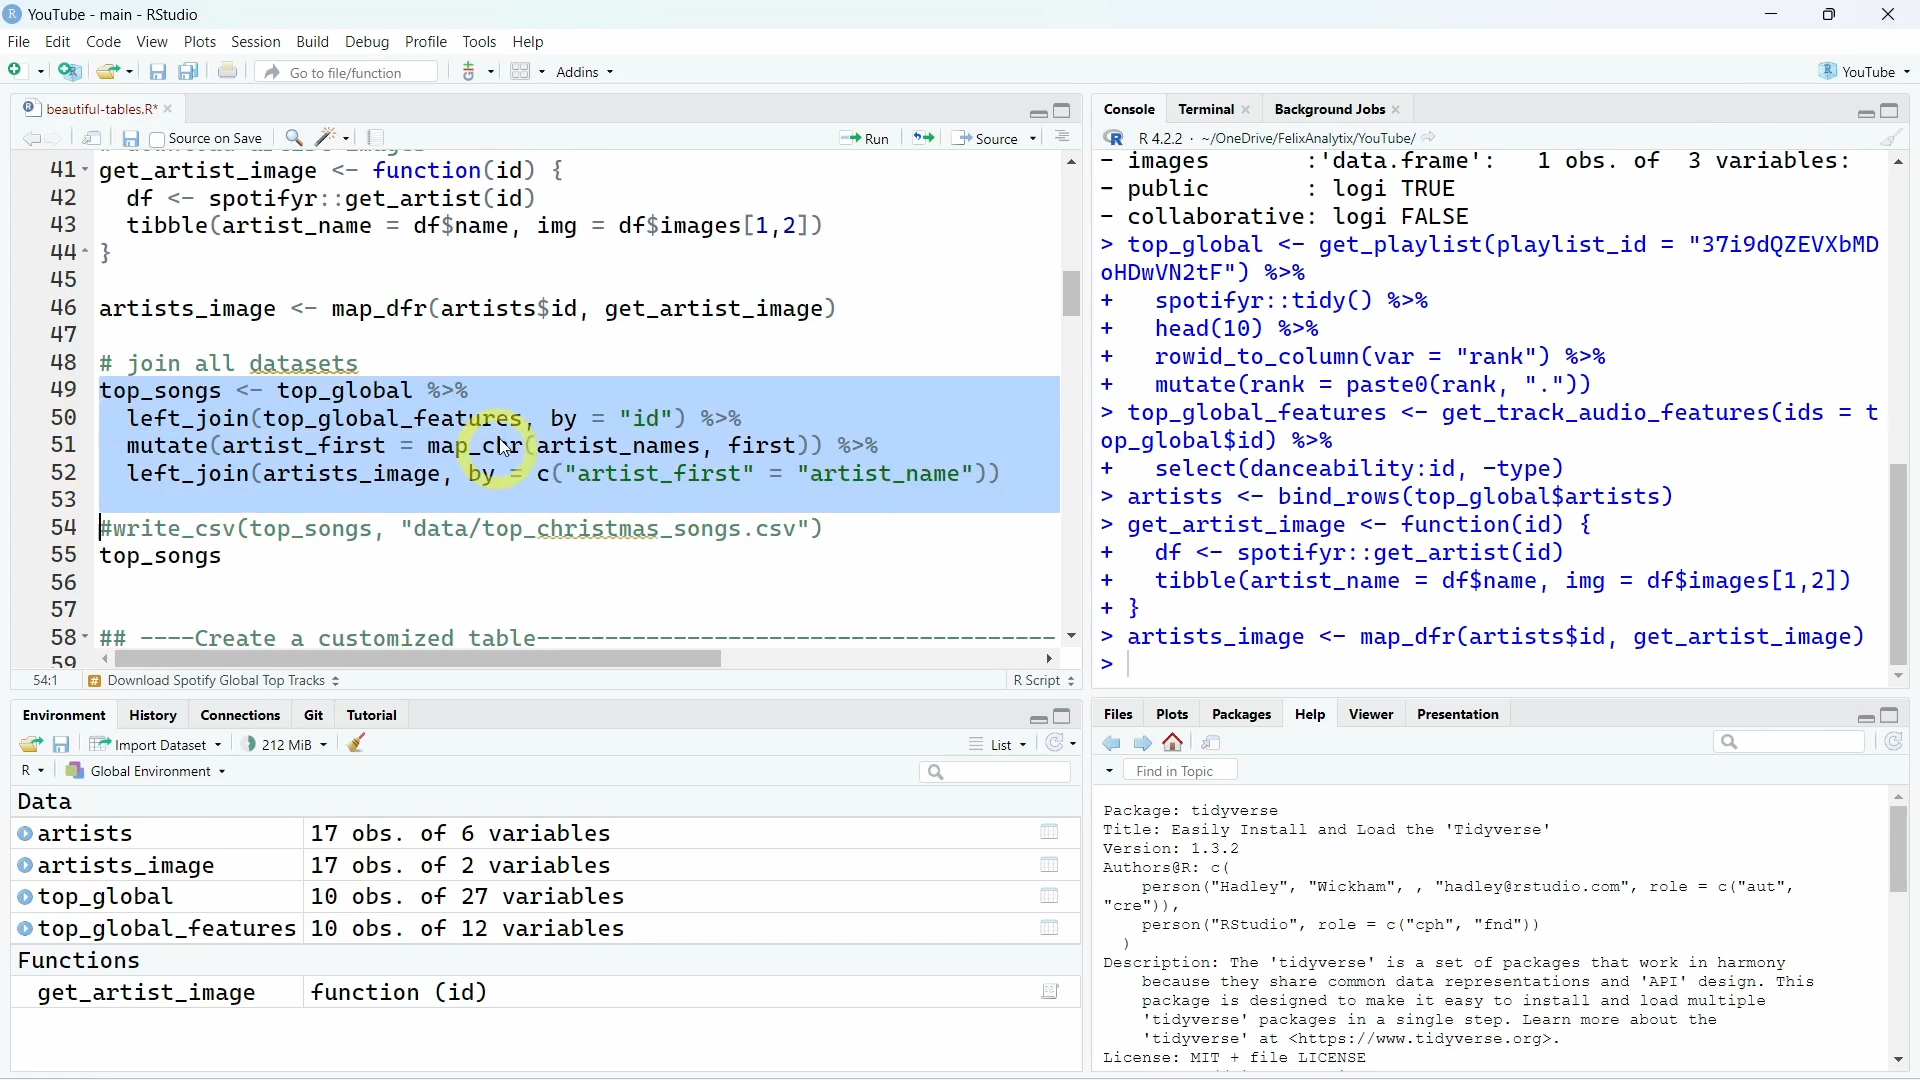 YouTube - main - RStudio
File Edit Code View Plots Session Build Debug Profile Tools Help
Go to file/function Addins YouTube
beautiful-tables.R*
Source on Save Run Source
41 get_artist_image <- function(id) {
42 df <- spotifyr::get_artist(id)
43 tibble(artist_name = df$name, img = df$images[1,2])
44 }
45
46 artists_image <- map_dfr(artists$id, get_artist_image)
47
48 # join all datasets
49 top_songs <- top_global %>%
50 left_join(top_global_features, by = "id") %>%
51 mutate(artist_first = map_chr(artist_names, first)) %>%
52 left_join(artists_image, by = c("artist_first" = "artist_name"))
53
54 #write_csv(top_songs, "data/top_christmas_songs.csv")
55 top_songs
56
57
58 ## ----Create a customized table--------------------------------------
59
54:1 Download Spotify Global Top Tracks R Script
Console Terminal Background Jobs
R 4.2.2 · ~/OneDrive/FelixAnalytix/YouTube/
- images :'data.frame': 1 obs. of 3 variables:
- public : logi TRUE
- collaborative: logi FALSE
> top_global <- get_playlist(playlist_id = "37i9dQZEVXbMD
oHDwVN2tF") %>%
+ spotifyr::tidy() %>%
+ head(10) %>%
+ rowid_to_column(var = "rank") %>%
+ mutate(rank = paste0(rank, "."))
> top_global_features <- get_track_audio_features(ids = t
op_global$id) %>%
+ select(danceability:id, -type)
> artists <- bind_rows(top_global$artists)
> get_artist_image <- function(id) {
+ df <- spotifyr::get_artist(id)
+ tibble(artist_name = df$name, img = df$images[1,2])
+ }
> artists_image <- map_dfr(artists$id, get_artist_image)
>
Environment History Connections Git Tutorial
Import Dataset 212 MiB List
R Global Environment
Data
artists 17 obs. of 6 variables
artists_image 17 obs. of 2 variables
top_global 10 obs. of 27 variables
top_global_features 10 obs. of 12 variables
Functions
get_artist_image function (id)
Files Plots Packages Help Viewer Presentation
Find in Topic
Package: tidyverse
Title: Easily Install and Load the 'Tidyverse'
Version: 1.3.2
Authors@R: c(
person("Hadley", "Wickham", , "hadley@rstudio.com", role = c("aut",
"cre")),
person("RStudio", role = c("cph", "fnd"))
)
Description: The 'tidyverse' is a set of packages that work in harmony
because they share common data representations and 'API' design. This
package is designed to make it easy to install and load multiple
'tidyverse' packages in a single step. Learn more about the
'tidyverse' at <https://www.tidyverse.org>.
License: MIT + file LICENSE